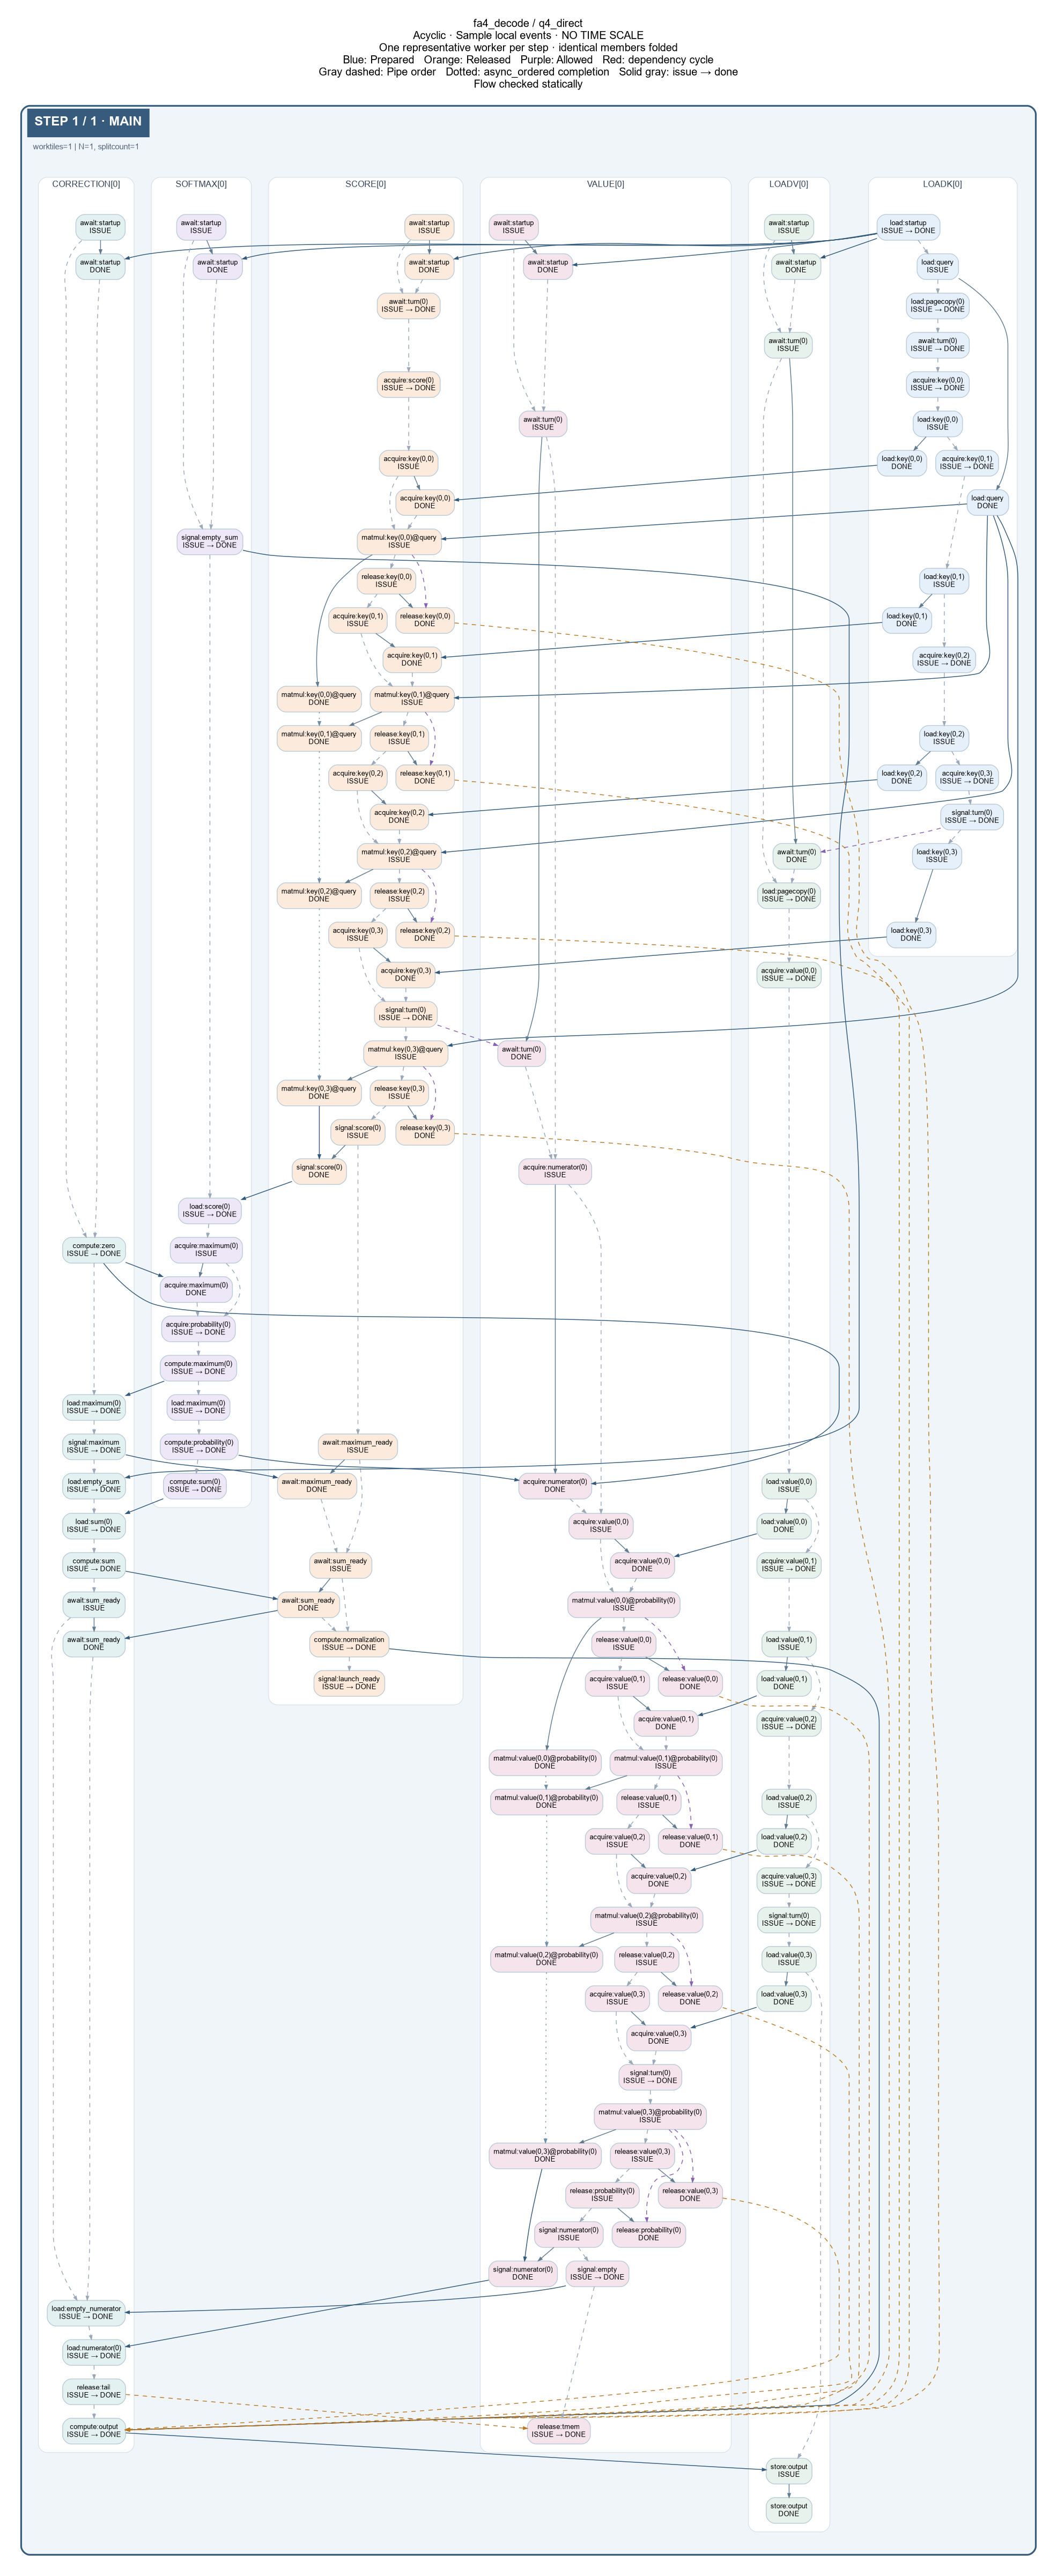 fa4_decode / q4_direct
Acyclic · Sample local events · NO TIME SCALE
One representative worker per step · identical members folded
Blue: Prepared Orange: Released Purple: Allowed Red: dependency cycle
Gray dashed: Pipe order Dotted: async_ordered completion Solid gray: issue → done
Flow checked statically
STEP 1 / 1 · MAIN
worktiles=1 | N=1, splitcount=1
CORRECTION[0]
await:startup
ISSUE
await:startup
DONE
compute:zero
ISSUE → DONE
load:maximum(0)
ISSUE → DONE
signal:maximum
ISSUE → DONE
load:empty_sum
ISSUE → DONE
load:sum(0)
ISSUE → DONE
compute:sum
ISSUE → DONE
await:sum_ready
ISSUE
await:sum_ready
DONE
load:empty_numerator
ISSUE → DONE
load:numerator(0)
ISSUE → DONE
release:tail
ISSUE → DONE
compute:output
ISSUE → DONE
SOFTMAX[0]
await:startup
ISSUE
await:startup
DONE
signal:empty_sum
ISSUE → DONE
load:score(0)
ISSUE → DONE
acquire:maximum(0)
ISSUE
acquire:maximum(0)
DONE
acquire:probability(0)
ISSUE → DONE
compute:maximum(0)
ISSUE → DONE
load:maximum(0)
ISSUE → DONE
compute:probability(0)
ISSUE → DONE
compute:sum(0)
ISSUE → DONE
SCORE[0]
await:startup
ISSUE
await:startup
DONE
await:turn(0)
ISSUE → DONE
acquire:score(0)
ISSUE → DONE
acquire:key(0,0)
ISSUE
acquire:key(0,0)
DONE
matmul:key(0,0)@query
ISSUE
release:key(0,0)
ISSUE
acquire:key(0,1)
ISSUE
release:key(0,0)
DONE
acquire:key(0,1)
DONE
matmul:key(0,0)@query
DONE
matmul:key(0,1)@query
ISSUE
matmul:key(0,1)@query
DONE
release:key(0,1)
ISSUE
acquire:key(0,2)
ISSUE
release:key(0,1)
DONE
acquire:key(0,2)
DONE
matmul:key(0,2)@query
ISSUE
matmul:key(0,2)@query
DONE
release:key(0,2)
ISSUE
acquire:key(0,3)
ISSUE
release:key(0,2)
DONE
acquire:key(0,3)
DONE
signal:turn(0)
ISSUE → DONE
matmul:key(0,3)@query
ISSUE
matmul:key(0,3)@query
DONE
release:key(0,3)
ISSUE
signal:score(0)
ISSUE
release:key(0,3)
DONE
signal:score(0)
DONE
await:maximum_ready
ISSUE
await:maximum_ready
DONE
await:sum_ready
ISSUE
await:sum_ready
DONE
compute:normalization
ISSUE → DONE
signal:launch_ready
ISSUE → DONE
VALUE[0]
await:startup
ISSUE
await:startup
DONE
await:turn(0)
ISSUE
await:turn(0)
DONE
acquire:numerator(0)
ISSUE
acquire:numerator(0)
DONE
acquire:value(0,0)
ISSUE
acquire:value(0,0)
DONE
matmul:value(0,0)@probability(0)
ISSUE
release:value(0,0)
ISSUE
acquire:value(0,1)
ISSUE
release:value(0,0)
DONE
acquire:value(0,1)
DONE
matmul:value(0,0)@probability(0)
DONE
matmul:value(0,1)@probability(0)
ISSUE
matmul:value(0,1)@probability(0)
DONE
release:value(0,1)
ISSUE
acquire:value(0,2)
ISSUE
release:value(0,1)
DONE
acquire:value(0,2)
DONE
matmul:value(0,2)@probability(0)
ISSUE
matmul:value(0,2)@probability(0)
DONE
release:value(0,2)
ISSUE
acquire:value(0,3)
ISSUE
release:value(0,2)
DONE
acquire:value(0,3)
DONE
signal:turn(0)
ISSUE → DONE
matmul:value(0,3)@probability(0)
ISSUE
matmul:value(0,3)@probability(0)
DONE
release:value(0,3)
ISSUE
release:probability(0)
ISSUE
release:value(0,3)
DONE
signal:numerator(0)
ISSUE
release:probability(0)
DONE
signal:numerator(0)
DONE
signal:empty
ISSUE → DONE
release:tmem
ISSUE → DONE
LOADV[0]
await:startup
ISSUE
await:startup
DONE
await:turn(0)
ISSUE
await:turn(0)
DONE
load:pagecopy(0)
ISSUE → DONE
acquire:value(0,0)
ISSUE → DONE
load:value(0,0)
ISSUE
load:value(0,0)
DONE
acquire:value(0,1)
ISSUE → DONE
load:value(0,1)
ISSUE
load:value(0,1)
DONE
acquire:value(0,2)
ISSUE → DONE
load:value(0,2)
ISSUE
load:value(0,2)
DONE
acquire:value(0,3)
ISSUE → DONE
signal:turn(0)
ISSUE → DONE
load:value(0,3)
ISSUE
load:value(0,3)
DONE
store:output
ISSUE
store:output
DONE
LOADK[0]
load:startup
ISSUE → DONE
load:query
ISSUE
load:pagecopy(0)
ISSUE → DONE
await:turn(0)
ISSUE → DONE
acquire:key(0,0)
ISSUE → DONE
load:key(0,0)
ISSUE
load:key(0,0)
DONE
acquire:key(0,1)
ISSUE → DONE
load:query
DONE
load:key(0,1)
ISSUE
load:key(0,1)
DONE
acquire:key(0,2)
ISSUE → DONE
load:key(0,2)
ISSUE
load:key(0,2)
DONE
acquire:key(0,3)
ISSUE → DONE
signal:turn(0)
ISSUE → DONE
load:key(0,3)
ISSUE
load:key(0,3)
DONE